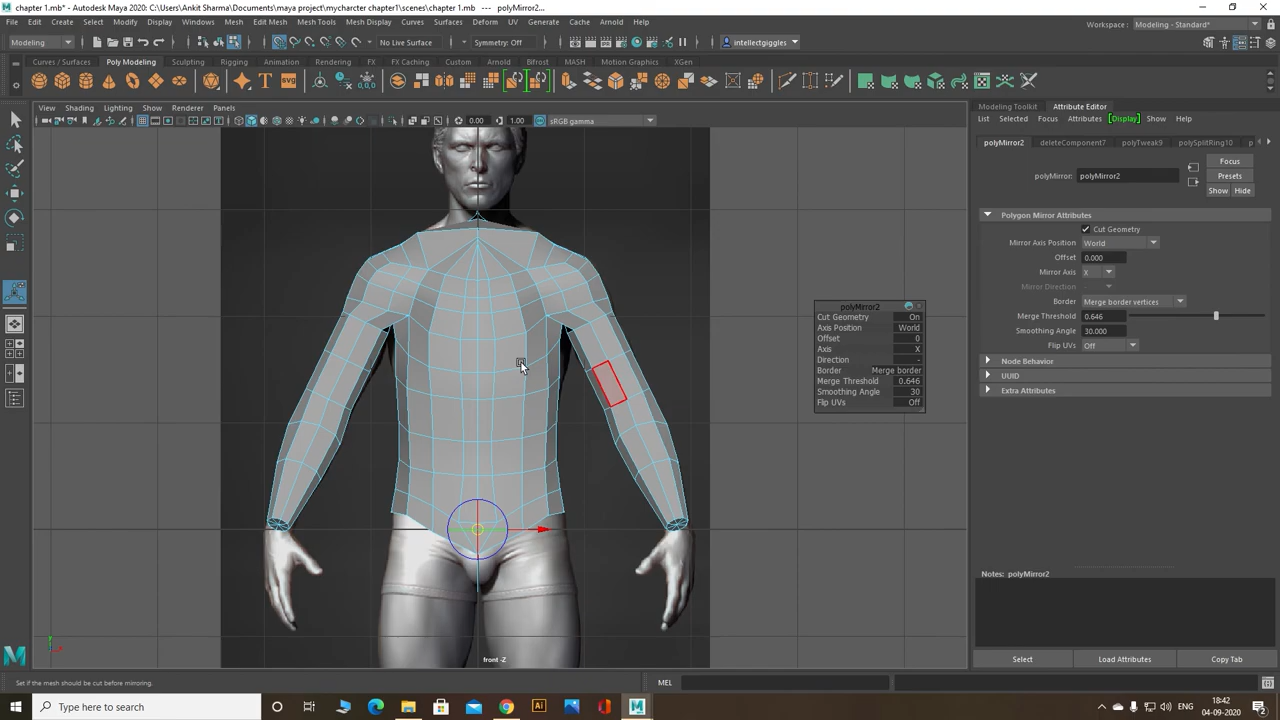 chapter 1.mb* - Autodesk Maya 2020: C:\Users\Ankit Sharma\Documents\maya project\mycharcter chapter 1\scenes\chapter 1.mb  ---  polyMirror2...
File Edit Create Select Modify Display Windows Mesh Edit Mesh Mesh Tools Mesh Display Curves Surfaces Deform UV Generate Cache Arnold Help
Workspace : Modeling - Standard*
Modeling No Live Surface Symmetry: Off intellectgiggles
Curves / Surfaces Poly Modeling Sculpting Rigging Animation Rendering FX FX Caching Custom Arnold Bifrost MASH Motion Graphics XGen
SVG
View Shading Lighting Show Renderer Panels
0.00 1.00 sRGB gamma
Modeling Toolkit Attribute Editor
List Selected Focus Attributes Display Show Help
polyMirror2 deleteComponent7 polyTweak9 polySplitRing10 p
polyMirror: polyMirror2
Focus
Presets
Show Hide
Polygon Mirror Attributes
Cut Geometry
Mirror Axis Position World
Offset 0.000
Mirror Axis X
Mirror Direction -
Border Merge border vertices
Merge Threshold 0.646
Smoothing Angle 30.000
Flip UVs Off
Node Behavior
UUID
Extra Attributes
polyMirror2
Cut Geometry On
Axis Position World
Offset 0
Axis X
Direction -
Border Merge border
Merge Threshold 0.646
Smoothing Angle 30
Flip UVs Off
front -Z
Notes: polyMirror2
Select Load Attributes Copy Tab
Set if the mesh should be cut before mirroring.
MEL
Type here to search
18:42
04-09-2020